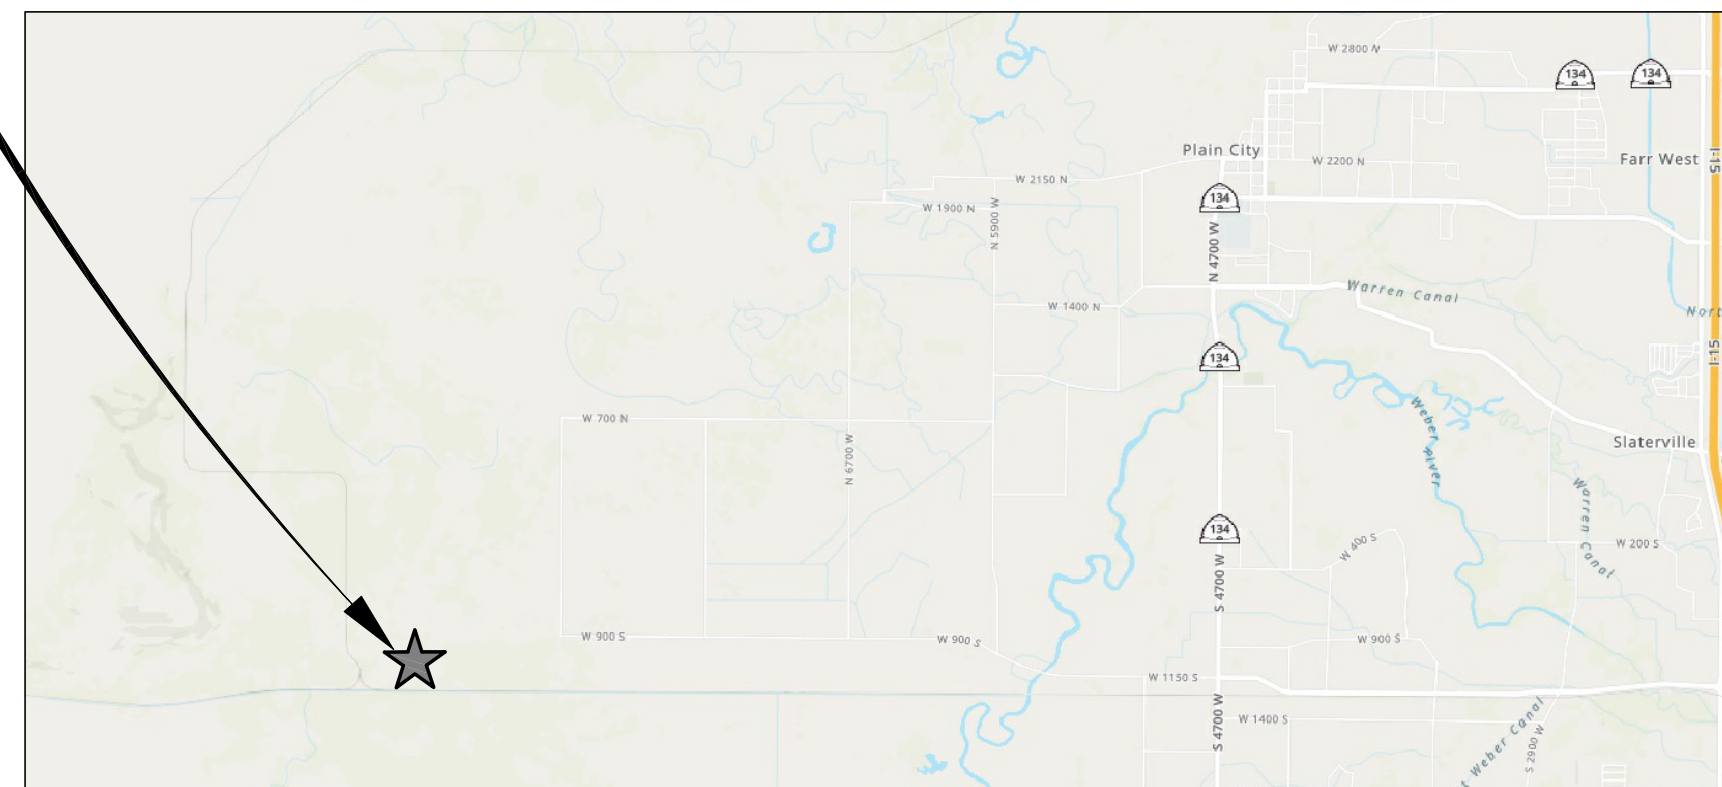 W 2800 N
134
134
Plain City
W 2200 N
Farr West
I-15
W 2150 N
134
W 1900 N
N 5900 W
N 4700 W
Warren Canal
W 1400 N
134
I-15
Weber River
W 700 N
Slaterville
N 6700 W
Warren Canal
134
W 400 S
W 200 S
S 4700 W
W 900 S
W 900 S
W 900 S
W 1150 S
S 4700 W
W 1400 S
Weber Canal
S 2900 W